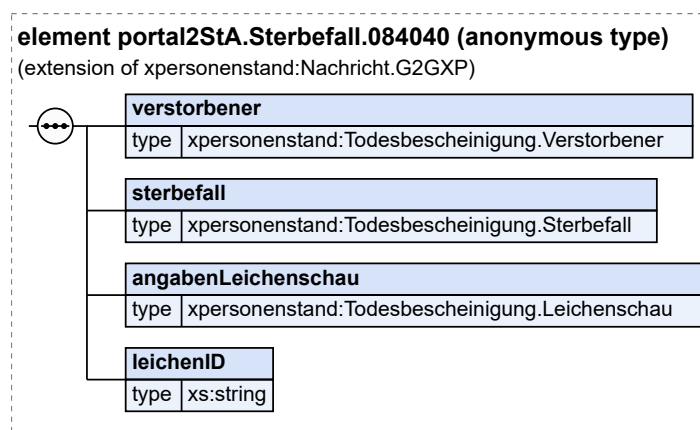 element portal2StA.Sterbefall.084040 (anonymous type)
(extension of xpersonenstand:Nachricht.G2GXP)
verstorbener
type xpersonenstand:Todesbescheinigung.Verstorbener
sterbefall
type xpersonenstand:Todesbescheinigung.Sterbefall
angabenLeichenschau
type xpersonenstand:Todesbescheinigung.Leichenschau
leichenID
type xs:string